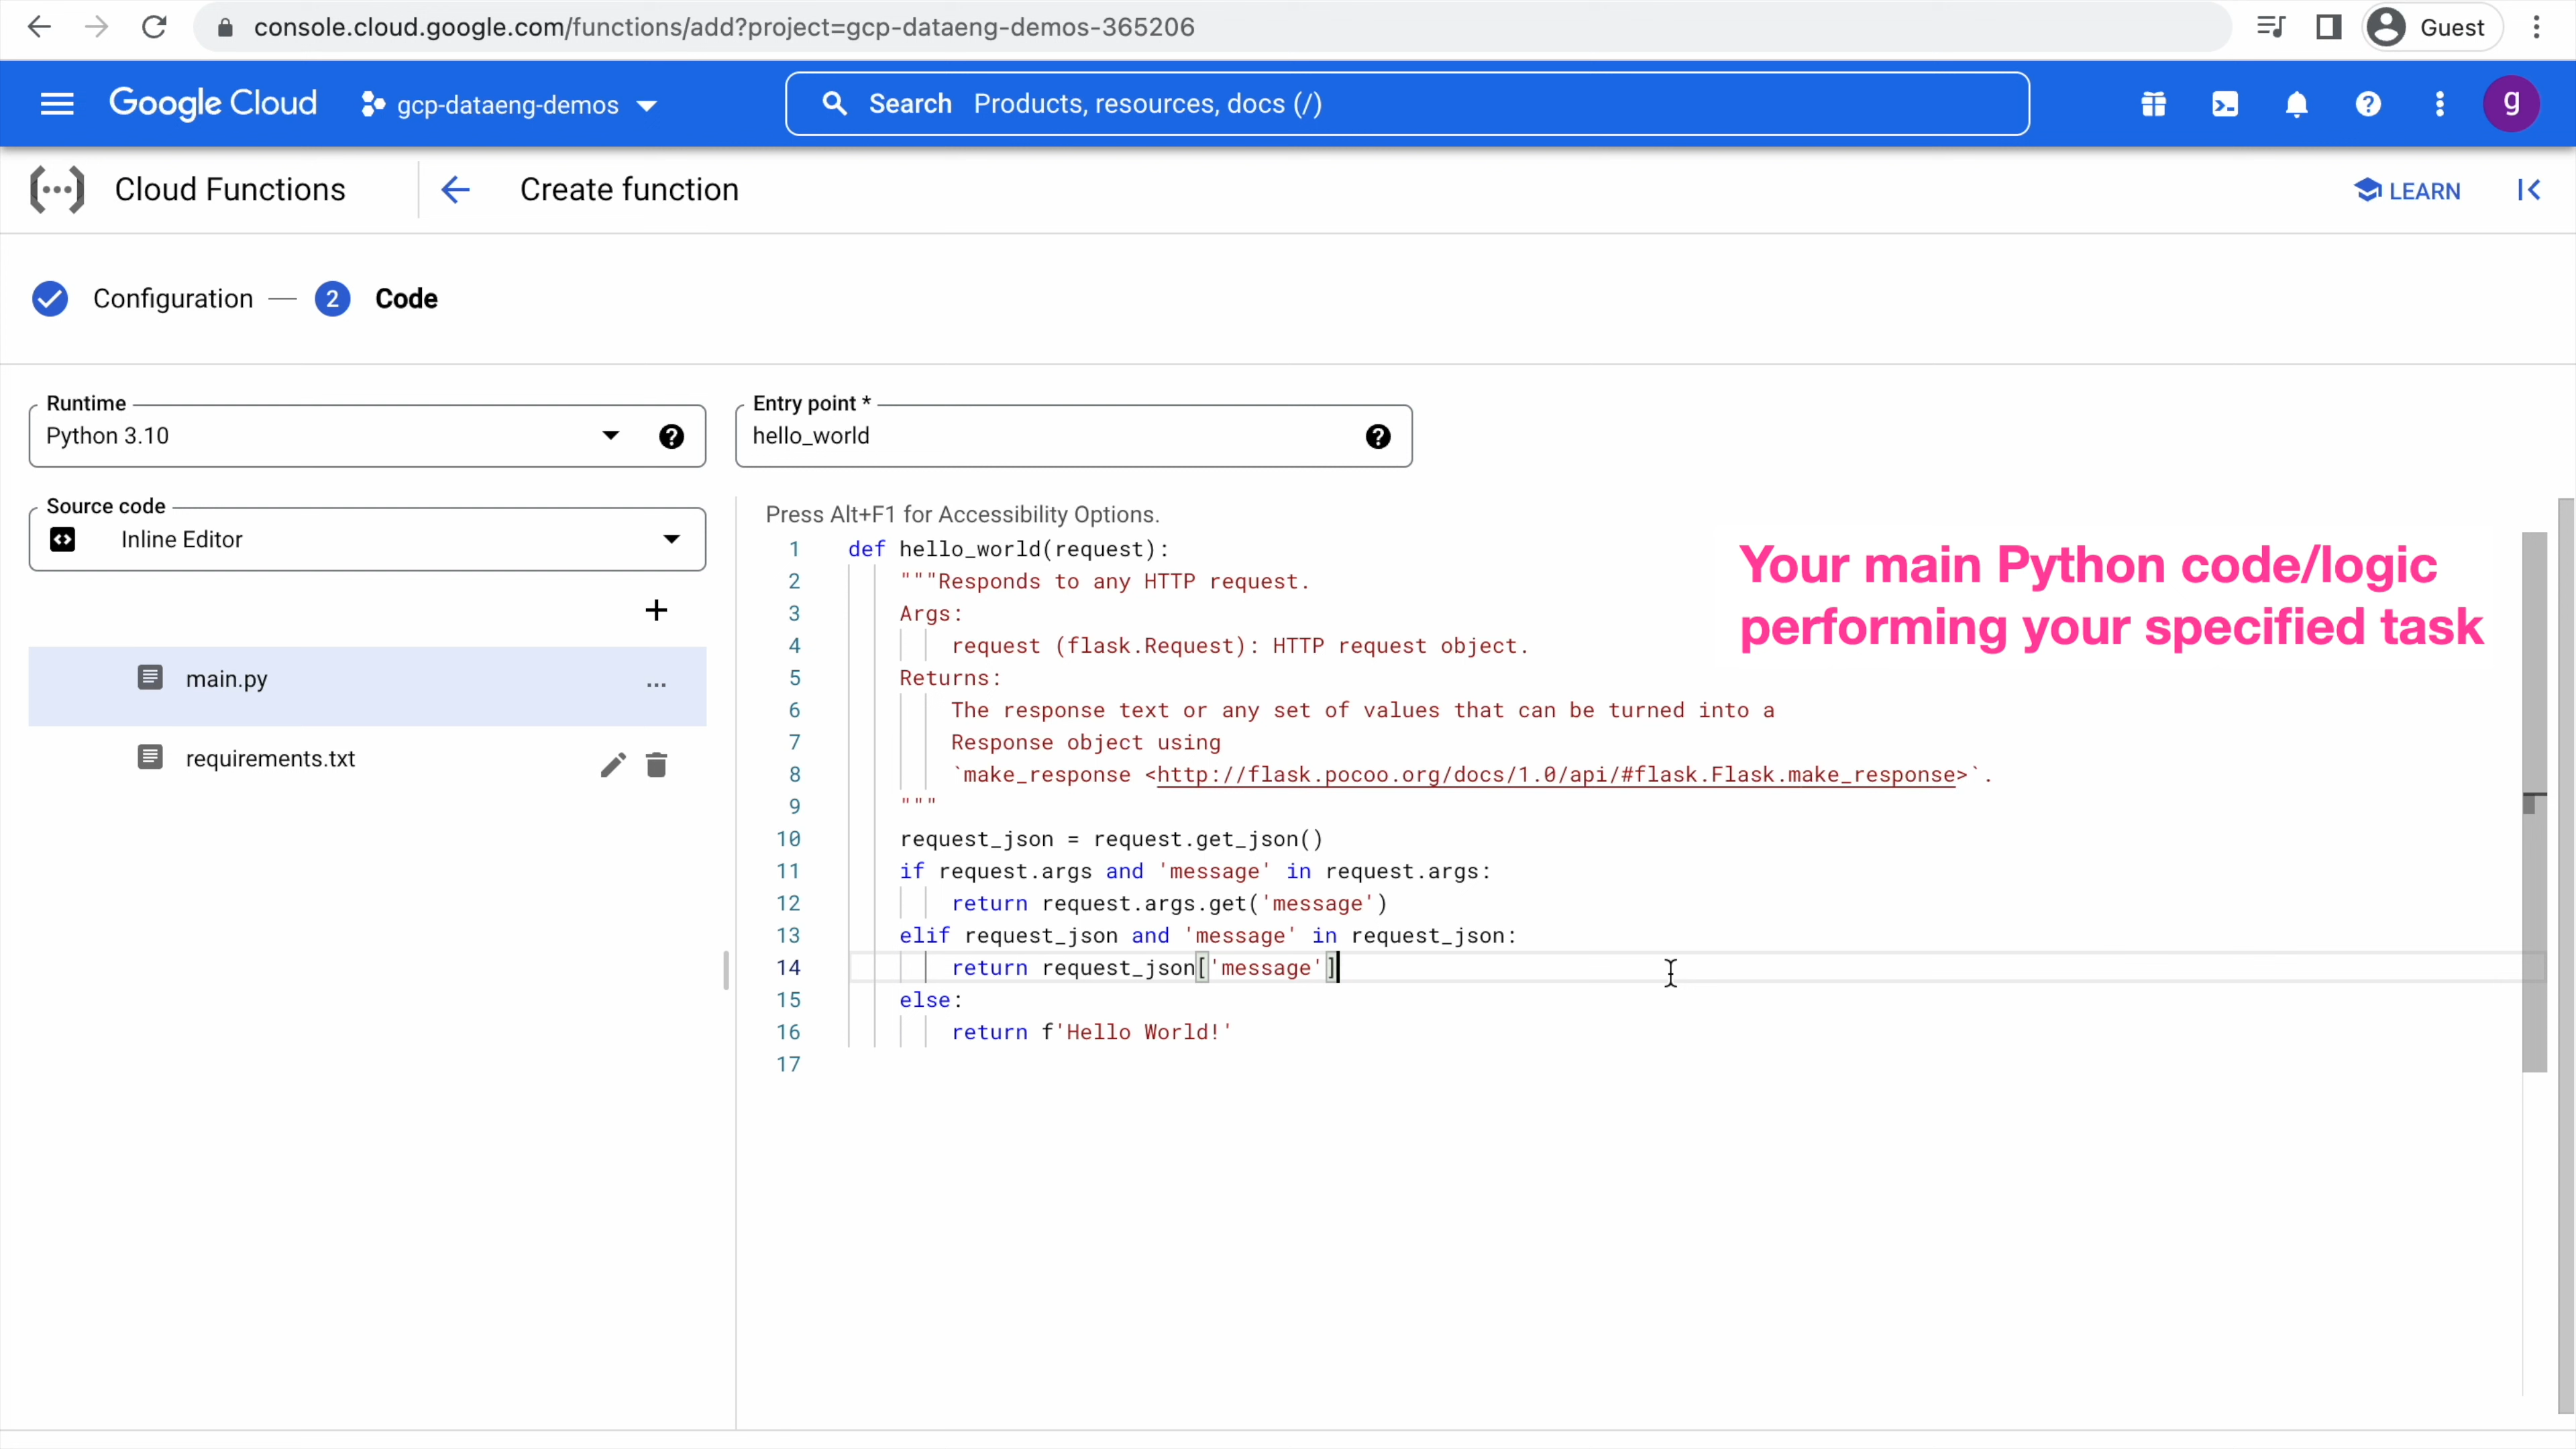 console.cloud.google.com/functions/add?project=gcp-dataeng-demos-365206
Guest
Google Cloud
gcp-dataeng-demos
Search Products, resources, docs (/)
g
Cloud Functions
Create function
LEARN
Configuration
2
Code
Runtime
Python 3.10
Entry point *
hello_world
Source code
Inline Editor
main.py
...
requirements.txt
Press Alt+F1 for Accessibility Options.
1 def hello_world(request):
2 """Responds to any HTTP request.
3 Args:
4 request (flask.Request): HTTP request object.
5 Returns:
6 The response text or any set of values that can be turned into a
7 Response object using
8 `make_response <http://flask.pocoo.org/docs/1.0/api/#flask.Flask.make_response>`.
9 """
10 request_json = request.get_json()
11 if request.args and 'message' in request.args:
12 return request.args.get('message')
13 elif request_json and 'message' in request_json:
14 return request_json['message']
15 else:
16 return f'Hello World!'
17
Your main Python code/logic
performing your specified task